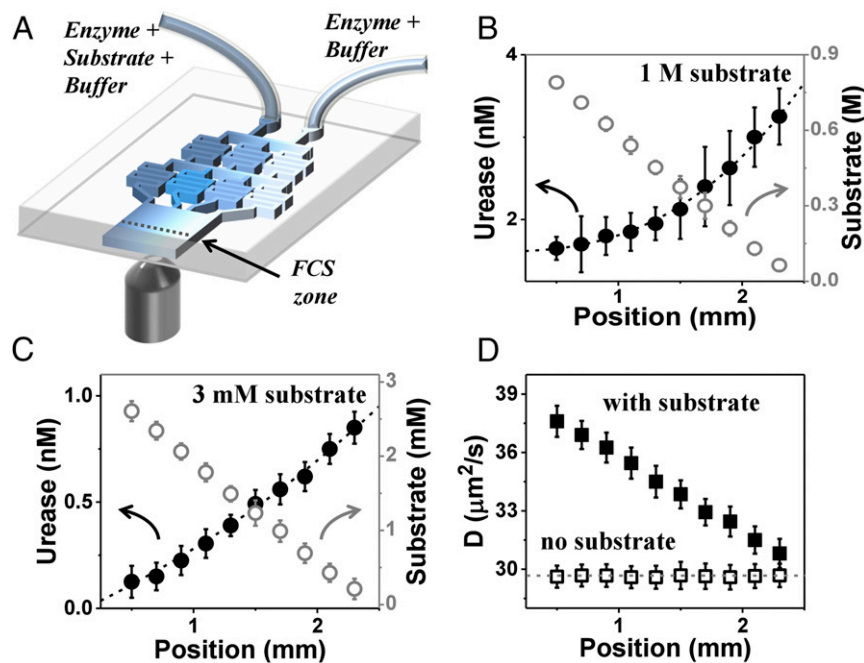 A
Enzyme +
Substrate +
Buffer
Enzyme +
Buffer
FCS
zone
B
1 M substrate
4
2
Urease (nM)
0.9
0.6
0.3
0.0
Substrate (M)
1
2
Position (mm)
C
3 mM substrate
1.0
0.5
0.0
Urease (nM)
3
2
1
0
Substrate (mM)
1
2
Position (mm)
D
39
36
33
30
D (μm²/s)
with substrate
no substrate
1
2
Position (mm)